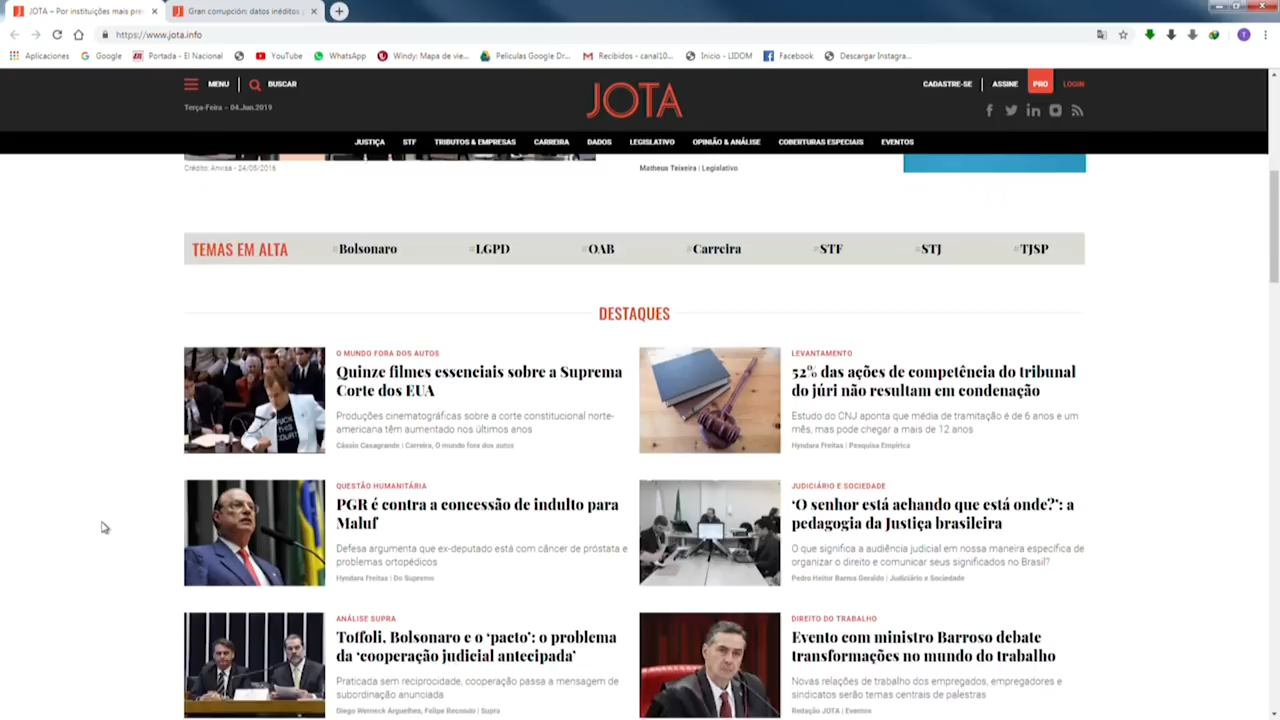 JOTA – Por instituições mais pre
Gran corrupción: datos inéditos
https://www.jota.info
Aplicaciones
Google
Portada - El Nacional
YouTube
WhatsApp
Windy: Mapa de vie...
Peliculas Google Dr...
Recibidos - canal10...
Inicio - LIDOM
Facebook
Descargar Instagra...
MENU
BUSCAR
JOTA
CADASTRE-SE
ASSINE
PRO
LOGIN
Terça-Feira – 04.Jun.2019
JUSTIÇA STF TRIBUTOS & EMPRESAS CARREIRA DADOS LEGISLATIVO OPINIÃO & ANÁLISE COBERTURAS ESPECIAIS EVENTOS
Crédito: Anvisa - 24/05/2016
Matheus Teixeira | Legislativo
TEMAS EM ALTA #Bolsonaro #LGPD #OAB #Carreira #STF #STJ #TJSP
DESTAQUES
O MUNDO FORA DOS AUTOS
Quinze filmes essenciais sobre a Suprema
Corte dos EUA
Produções cinematográficas sobre a corte constitucional norte-
americana têm aumentado nos últimos anos
Cássio Casagrande | Carreira, O mundo fora dos autos
LEVANTAMENTO
52% das ações de competência do tribunal
do júri não resultam em condenação
Estudo do CNJ aponta que média de tramitação é de 6 anos e um
mês, mas pode chegar a mais de 12 anos
Hyndara Freitas | Pesquisa Empírica
QUESTÃO HUMANITÁRIA
PGR é contra a concessão de indulto para
Maluf
Defesa argumenta que ex-deputado está com câncer de próstata e
problemas ortopédicos
Hyndara Freitas | Do Supremo
JUDICIÁRIO E SOCIEDADE
‘O senhor está achando que está onde?’: a
pedagogia da Justiça brasileira
O que significa a audiência judicial em nossa maneira específica de
organizar o direito e comunicar seus significados no Brasil?
Pedro Heitor Barros Geraldo | Judiciário e Sociedade
ANÁLISE SUPRA
Toffoli, Bolsonaro e o ‘pacto’: o problema
da ‘cooperação judicial antecipada’
Praticada sem reciprocidade, cooperação passa a mensagem de
subordinação anunciada
Diego Werneck Arguelhes, Felipe Recondo | Supra
DIREITO DO TRABALHO
Evento com ministro Barroso debate
transformações no mundo do trabalho
Novas relações de trabalho dos empregados, empregadores e
sindicatos serão temas centrais de palestras
Redação JOTA | Eventos